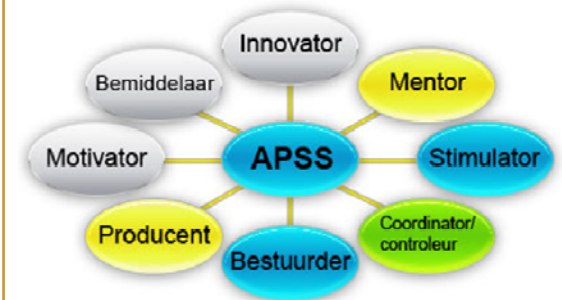 Innovator
Bemiddelaar
Mentor
Motivator
APSS
Stimulator
Producent
Coordinator/
controleur
Bestuurder